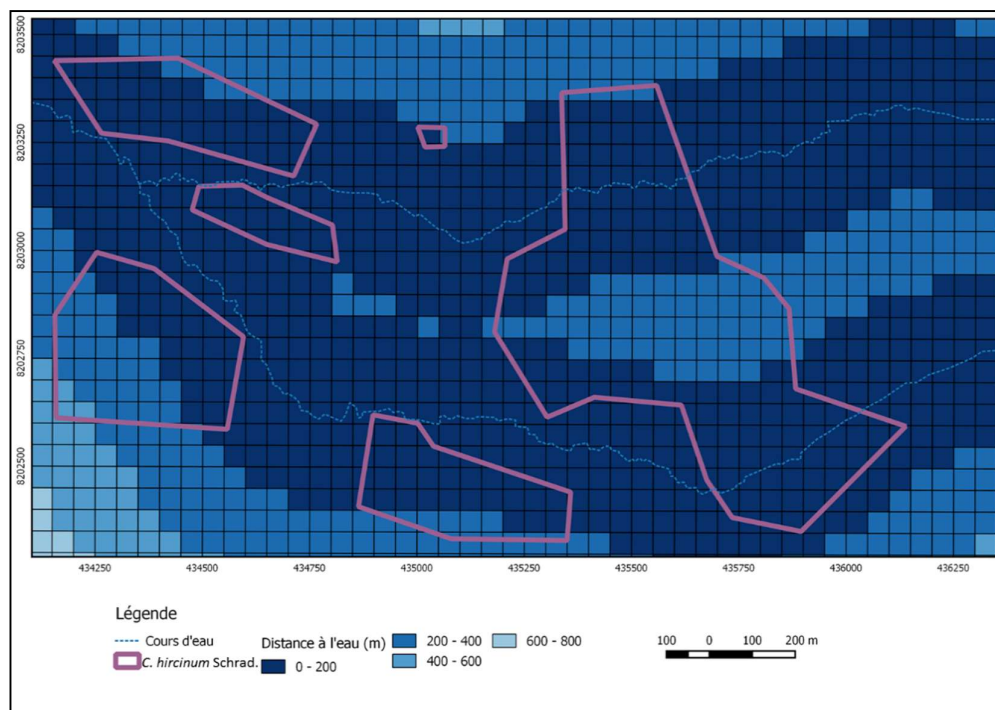 8203500
8203250
8203000
8202750
8202500
434250 434500 434750 435000 435250 435500 435750 436000 436250
Légende
Cours d'eau
C. hircinum Schrad.
Distance à l'eau (m)
0 - 200
200 - 400
400 - 600
600 - 800
100 0 100 200 m